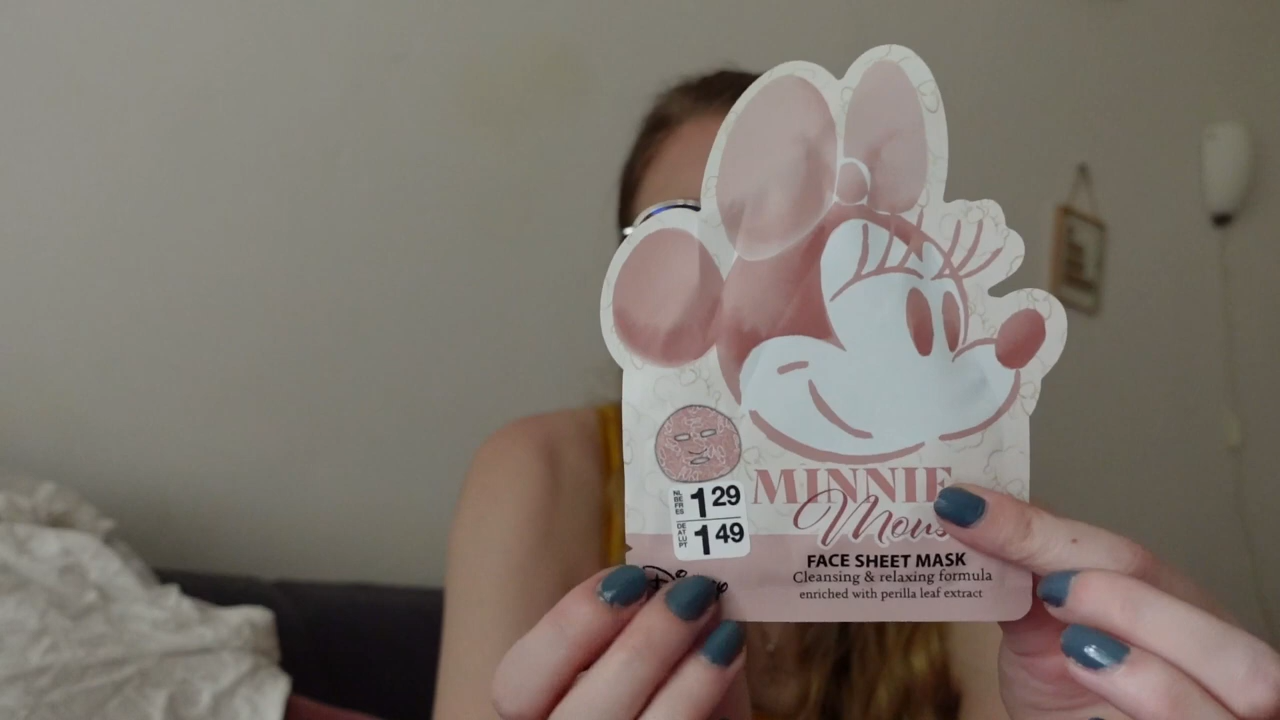 NL
BE
FR
ES
1 29
DE
AT
LU
PT
1 49
MINNIE
FACE SHEET MASK
Cleansing & relaxing formula
enriched with perilla leaf extract